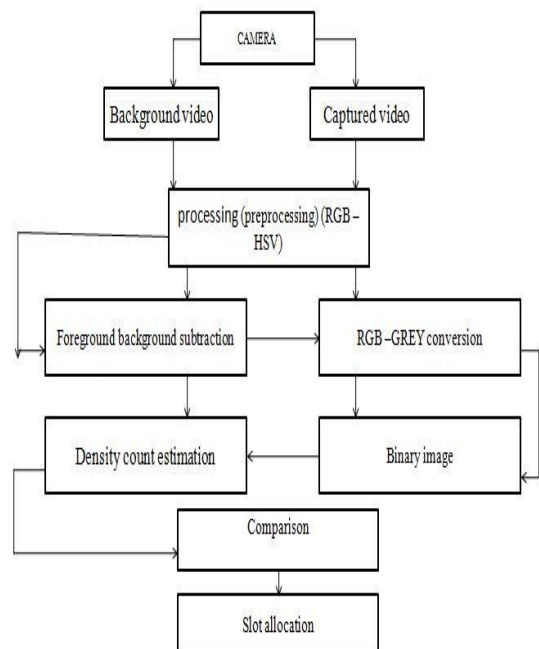 CAMERA
Background video
Captured video
processing (preprocessing) (RGB –
HSV)
Foreground background subtraction
RGB –GREY conversion
Density count estimation
Binary image
Comparison
Slot allocation